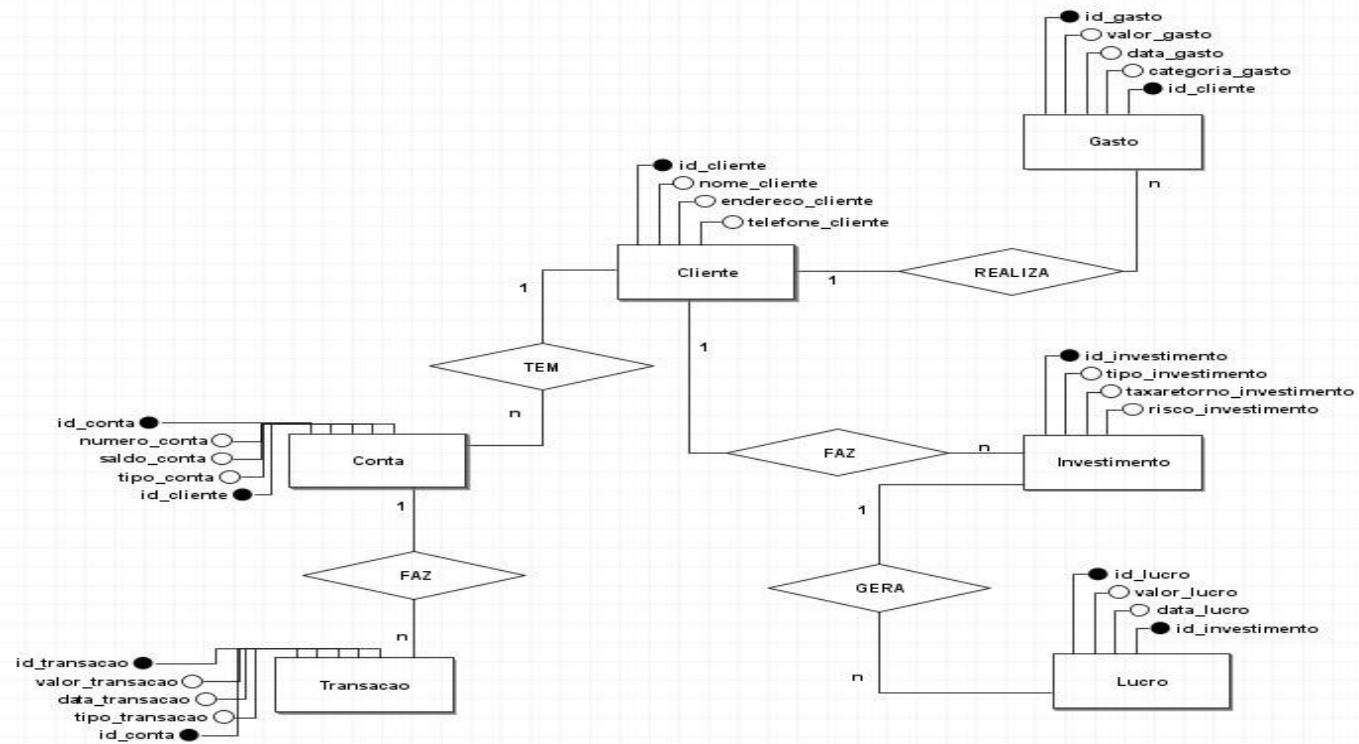 id_gasto
valor_gasto
data_gasto
categoria_gasto
id_cliente
Gasto
n
id_cliente
nome_cliente
endereco_cliente
telefone_cliente
Cliente
1
REALIZA
1
1
TEM
n
id_investimento
tipo_investimento
taxaretorno_investimento
risco_investimento
FAZ
n
Investimento
id_conta
numero_conta
saldo_conta
tipo_conta
id_cliente
Conta
1
1
FAZ
GERA
n
id_lucro
valor_lucro
data_lucro
id_investimento
n
Lucro
id_transacao
valor_transacao
data_transacao
tipo_transacao
id_conta
Transacao